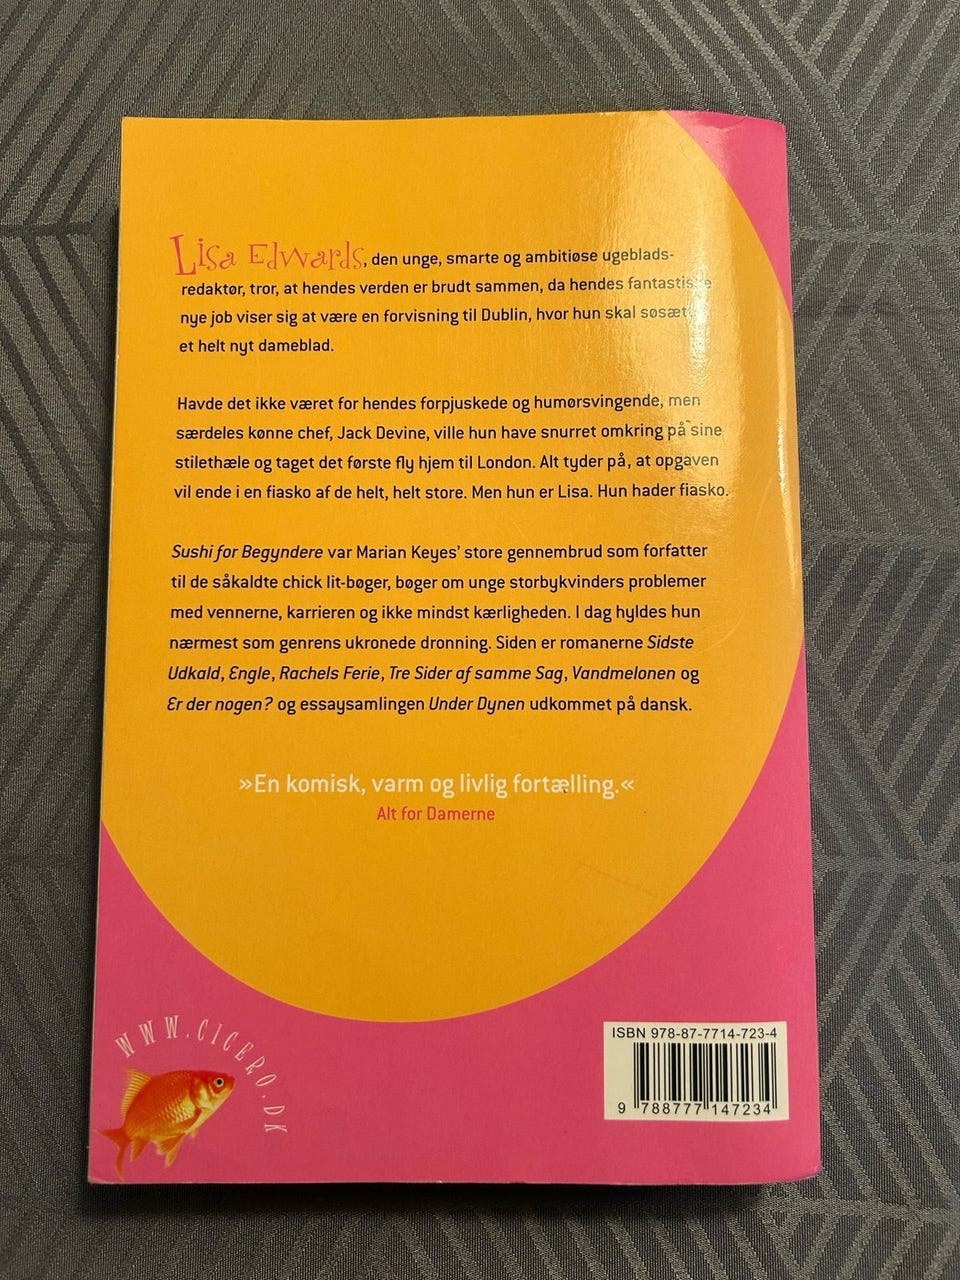 Lisa Edwards, den unge, smarte og ambitiøse ugeblads-
redaktør, tror, at hendes verden er brudt sammen, da hendes fantastiske
nye job viser sig at være en forvisning til Dublin, hvor hun skal søsætte
et helt nyt dameblad.
Havde det ikke været for hendes forpjuskede og humørsvingende, men
særdeles kønne chef, Jack Devine, ville hun have snurret omkring på sine
stilethæle og taget det første fly hjem til London. Alt tyder på, at opgaven
vil ende i en fiasko af de helt, helt store. Men hun er Lisa. Hun hader fiasko.
Sushi for Begyndere var Marian Keyes' store gennembrud som forfatter
til de såkaldte chick lit-bøger, bøger om unge storbykvinders problemer
med vennerne, karrieren og ikke mindst kærligheden. I dag hyldes hun
nærmest som genrens ukronede dronning. Siden er romanerne Sidste
Udkald, Engle, Rachels Ferie, Tre Sider af samme Sag, Vandmelonen og
Er der nogen? og essaysamlingen Under Dynen udkommet på dansk.
»En komisk, varm og livlig fortælling.«
Alt for Damerne
WWW.CICERO.DK
ISBN 978-87-7714-723-4
9 788777 147234